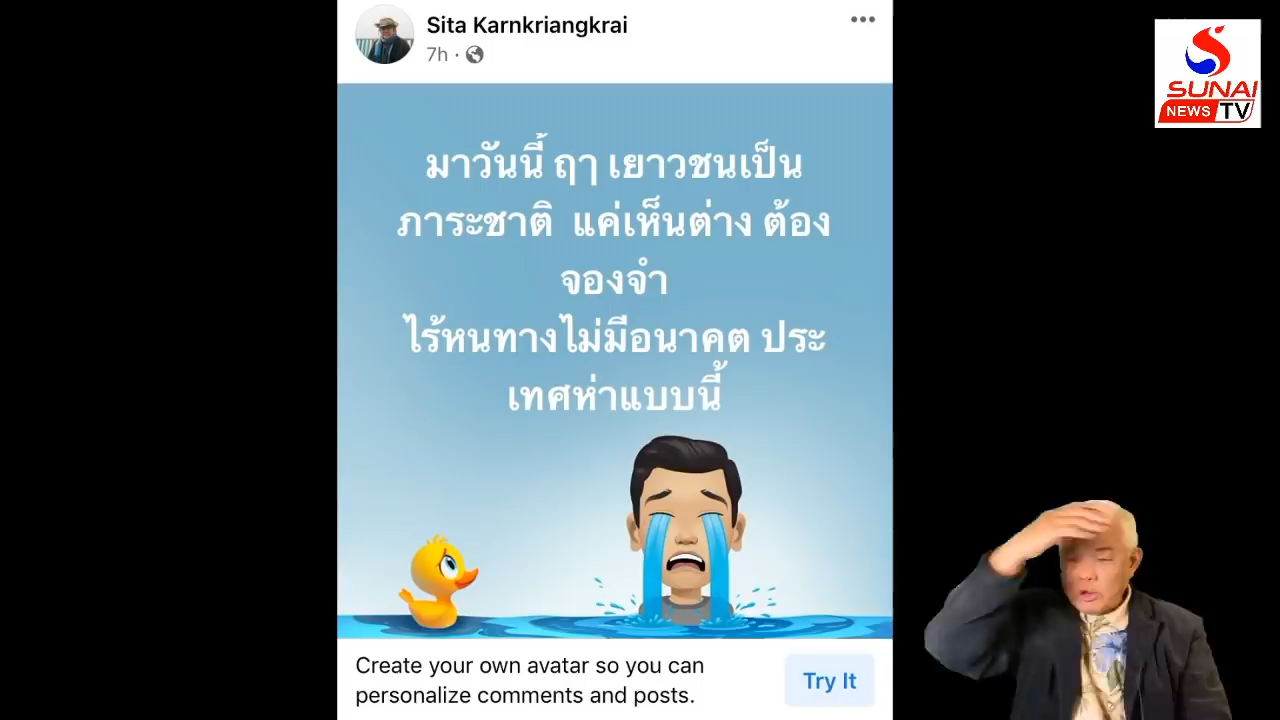 Sita Karnkriangkrai
7h ·
SUNAI
NEWS TV
มาวันนี้ ฤๅ เยาวชนเป็น
ภาระชาติ แค่เห็นต่าง ต้อง
จองจำ
ไร้หนทางไม่มีอนาคต ประ
เทศห่าแบบนี้
Create your own avatar so you can
personalize comments and posts.
Try It